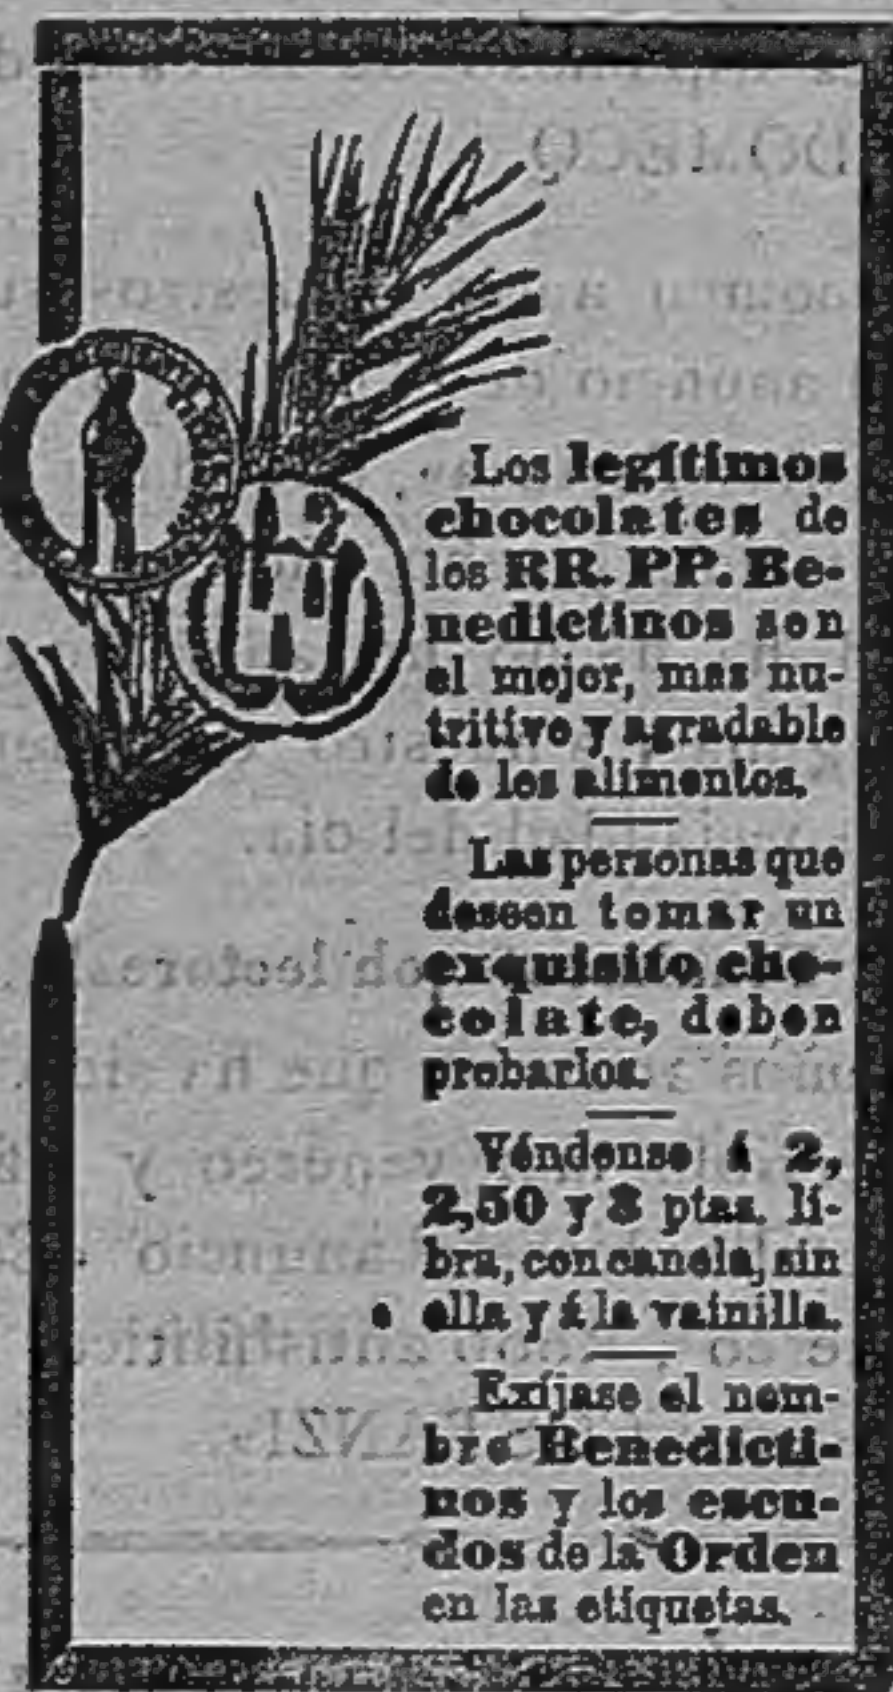 Los legítimos
chocolates de
los RR. PP. Be-
nedictinos son
el mejor, mas nu-
tritivo y agradable
de los alimentos.
Las personas que
deseen tomar un
exquisito cho-
colate, deben
probarlos.
Véndense á 2,
2,50 y 3 ptas. li-
bra, con canela, sin
ella y á la vainilla.
Exíjase el nom-
bre Benedicti-
nos y los escu-
dos de la Orden
en las etiquetas.